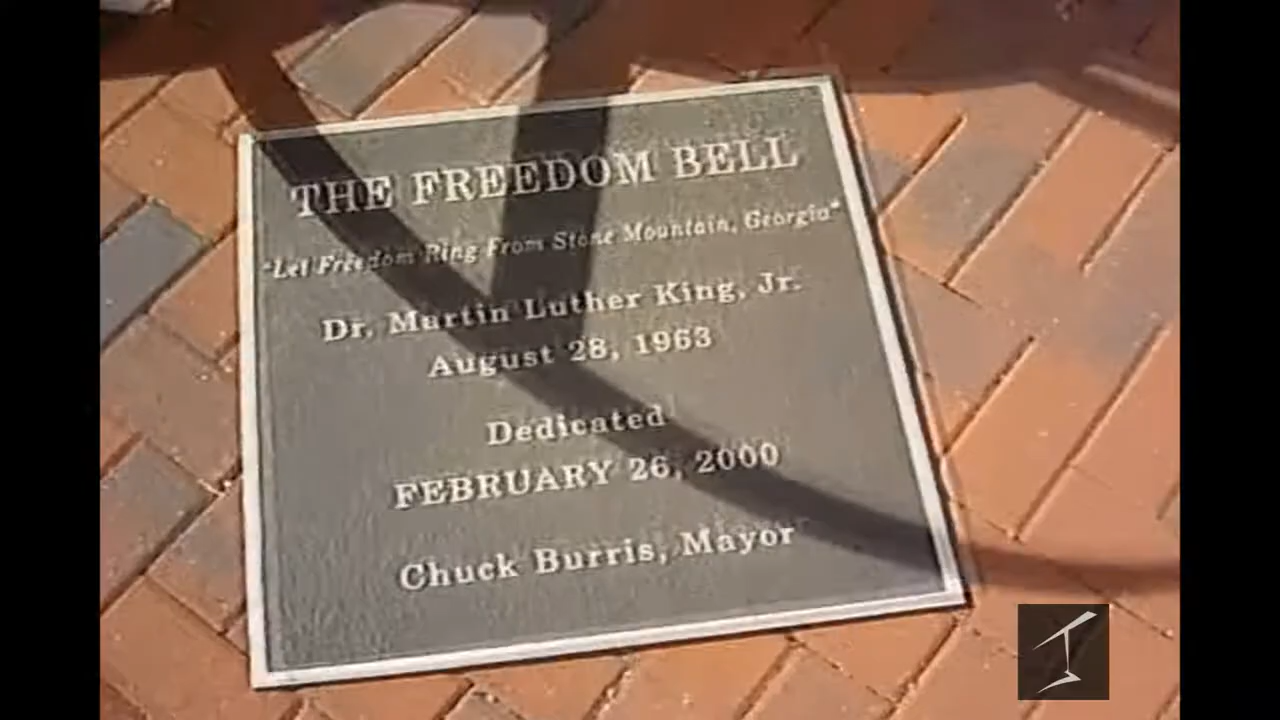 THE FREEDOM BELL
"Let Freedom Ring From Stone Mountain, Georgia"
Dr. Martin Luther King, Jr.
August 28, 1963
Dedicated
FEBRUARY 26, 2000
Chuck Burris, Mayor